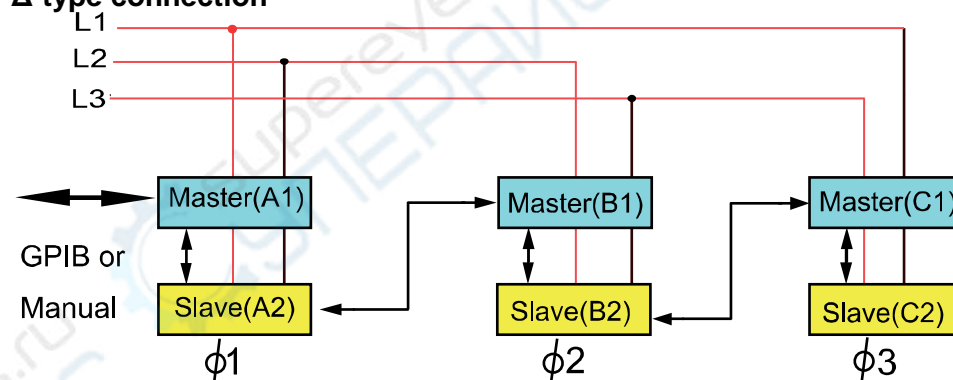 Δ type connection
L1
L2
L3
Master(A1) Master(B1) Master(C1)
GPIB or
Manual
Slave(A2) Slave(B2) Slave(C2)
ϕ1 ϕ2 ϕ3